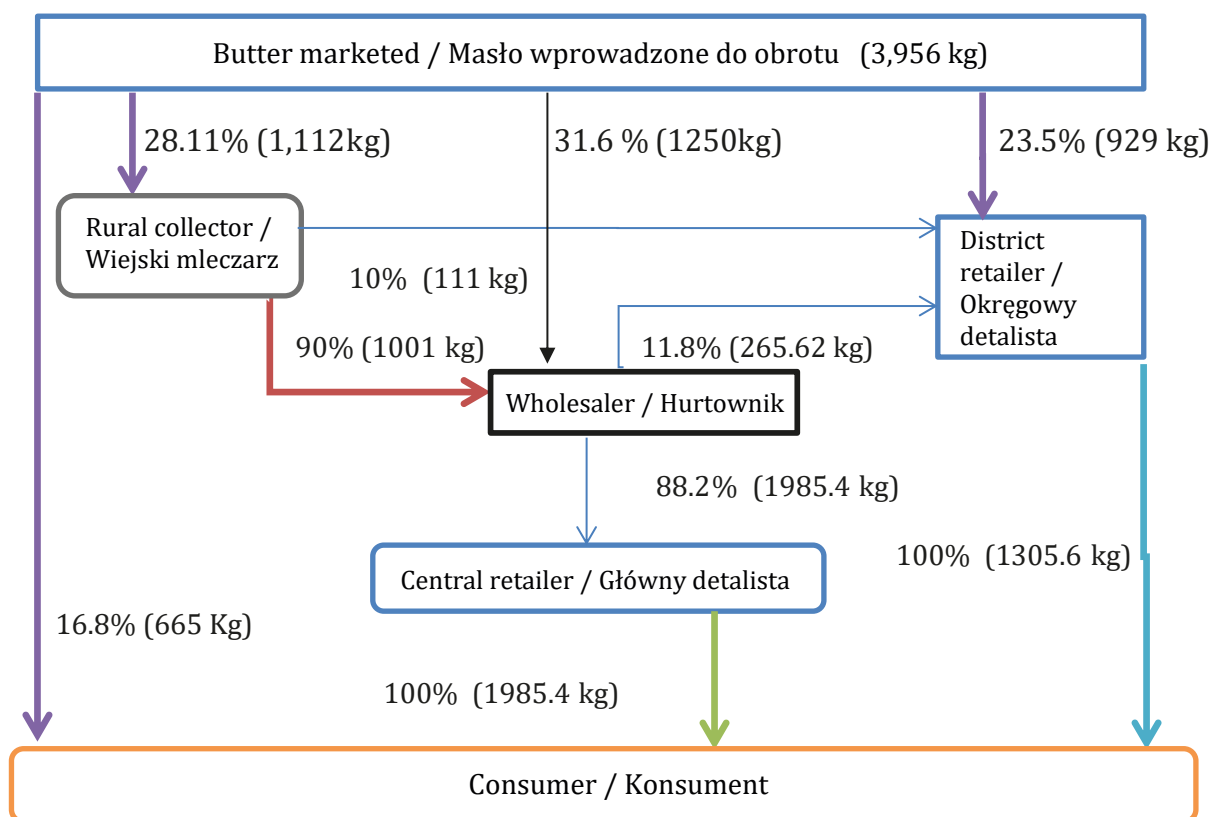 Butter marketed / Masło wprowadzone do obrotu (3,956 kg)
28.11% (1,112kg)
31.6 % (1250kg)
23.5% (929 kg)
Rural collector /
Wiejski mleczarz
District
retailer /
Okręgowy
detalista
10% (111 kg)
90% (1001 kg)
11.8% (265.62 kg)
Wholesaler / Hurtownik
88.2% (1985.4 kg)
100% (1305.6 kg)
Central retailer / Główny detalista
16.8% (665 Kg)
100% (1985.4 kg)
Consumer / Konsument